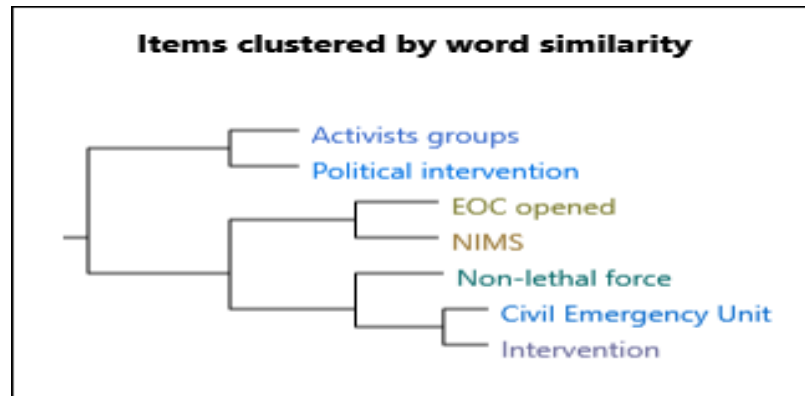 Items clustered by word similarity
Activists groups
Political intervention
EOC opened
NIMS
Non-lethal force
Civil Emergency Unit
Intervention